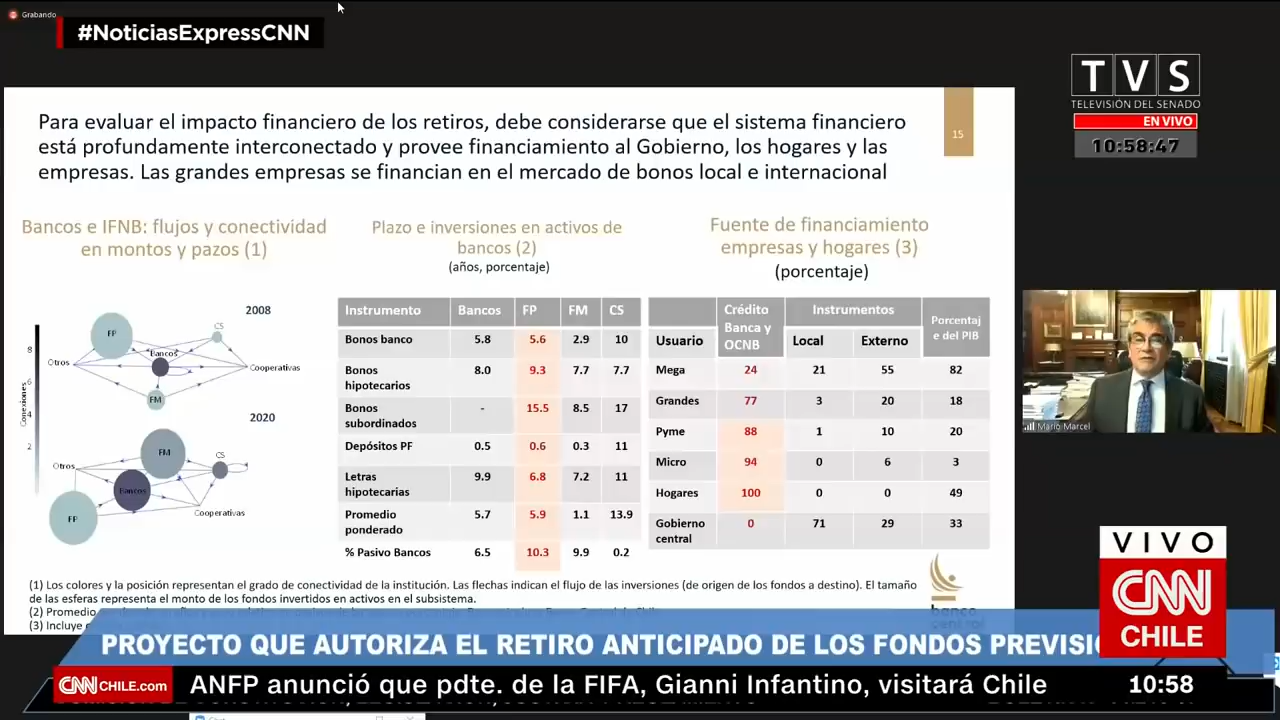 Grabando
#NoticiasExpressCNN
TVS
TELEVISIÓN DEL SENADO
EN VIVO
10:58:47
Para evaluar el impacto financiero de los retiros, debe considerarse que el sistema financiero
está profundamente interconectado y provee financiamiento al Gobierno, los hogares y las
empresas. Las grandes empresas se financian en el mercado de bonos local e internacional
15
Bancos e IFNB: flujos y conectividad
en montos y pazos (1)
2008
FP
CS
Bancos
Otros
Cooperativas
FM
Conexiones
8
6
4
2
2020
FM
Otros
CS
Bancos
Cooperativas
FP
Plazo e inversiones en activos de
bancos (2)
(años, porcentaje)
Instrumento Bancos FP FM CS
Bonos banco 5.8 5.6 2.9 10
Bonos
hipotecarios 8.0 9.3 7.7 7.7
Bonos
subordinados - 15.5 8.5 17
Depósitos PF 0.5 0.6 0.3 11
Letras
hipotecarias 9.9 6.8 7.2 11
Promedio
ponderado 5.7 5.9 1.1 13.9
% Pasivo Bancos 6.5 10.3 9.9 0.2
Fuente de financiamiento
empresas y hogares (3)
(porcentaje)
Crédito
Banca y
OCNB
Instrumentos
Porcentaj
e del PIB
Usuario Local Externo
Mega 24 21 55 82
Grandes 77 3 20 18
Pyme 88 1 10 20
Micro 94 0 6 3
Hogares 100 0 0 49
Gobierno
central 0 71 29 33
Mario Marcel
(1) Los colores y la posición representan el grado de conectividad de la institución. Las flechas indican el flujo de las inversiones (de origen de los fondos a destino). El tamaño
de las esferas representa el monto de los fondos invertidos en activos en el subsistema.
(2) Promedio
(3) Incluye
banco
central
PROYECTO QUE AUTORIZA EL RETIRO ANTICIPADO DE LOS FONDOS PREVISI
VIVO
CNN
CHILE
CNNCHILE.com
ANFP anunció que pdte. de la FIFA, Gianni Infantino, visitará Chile
10:58